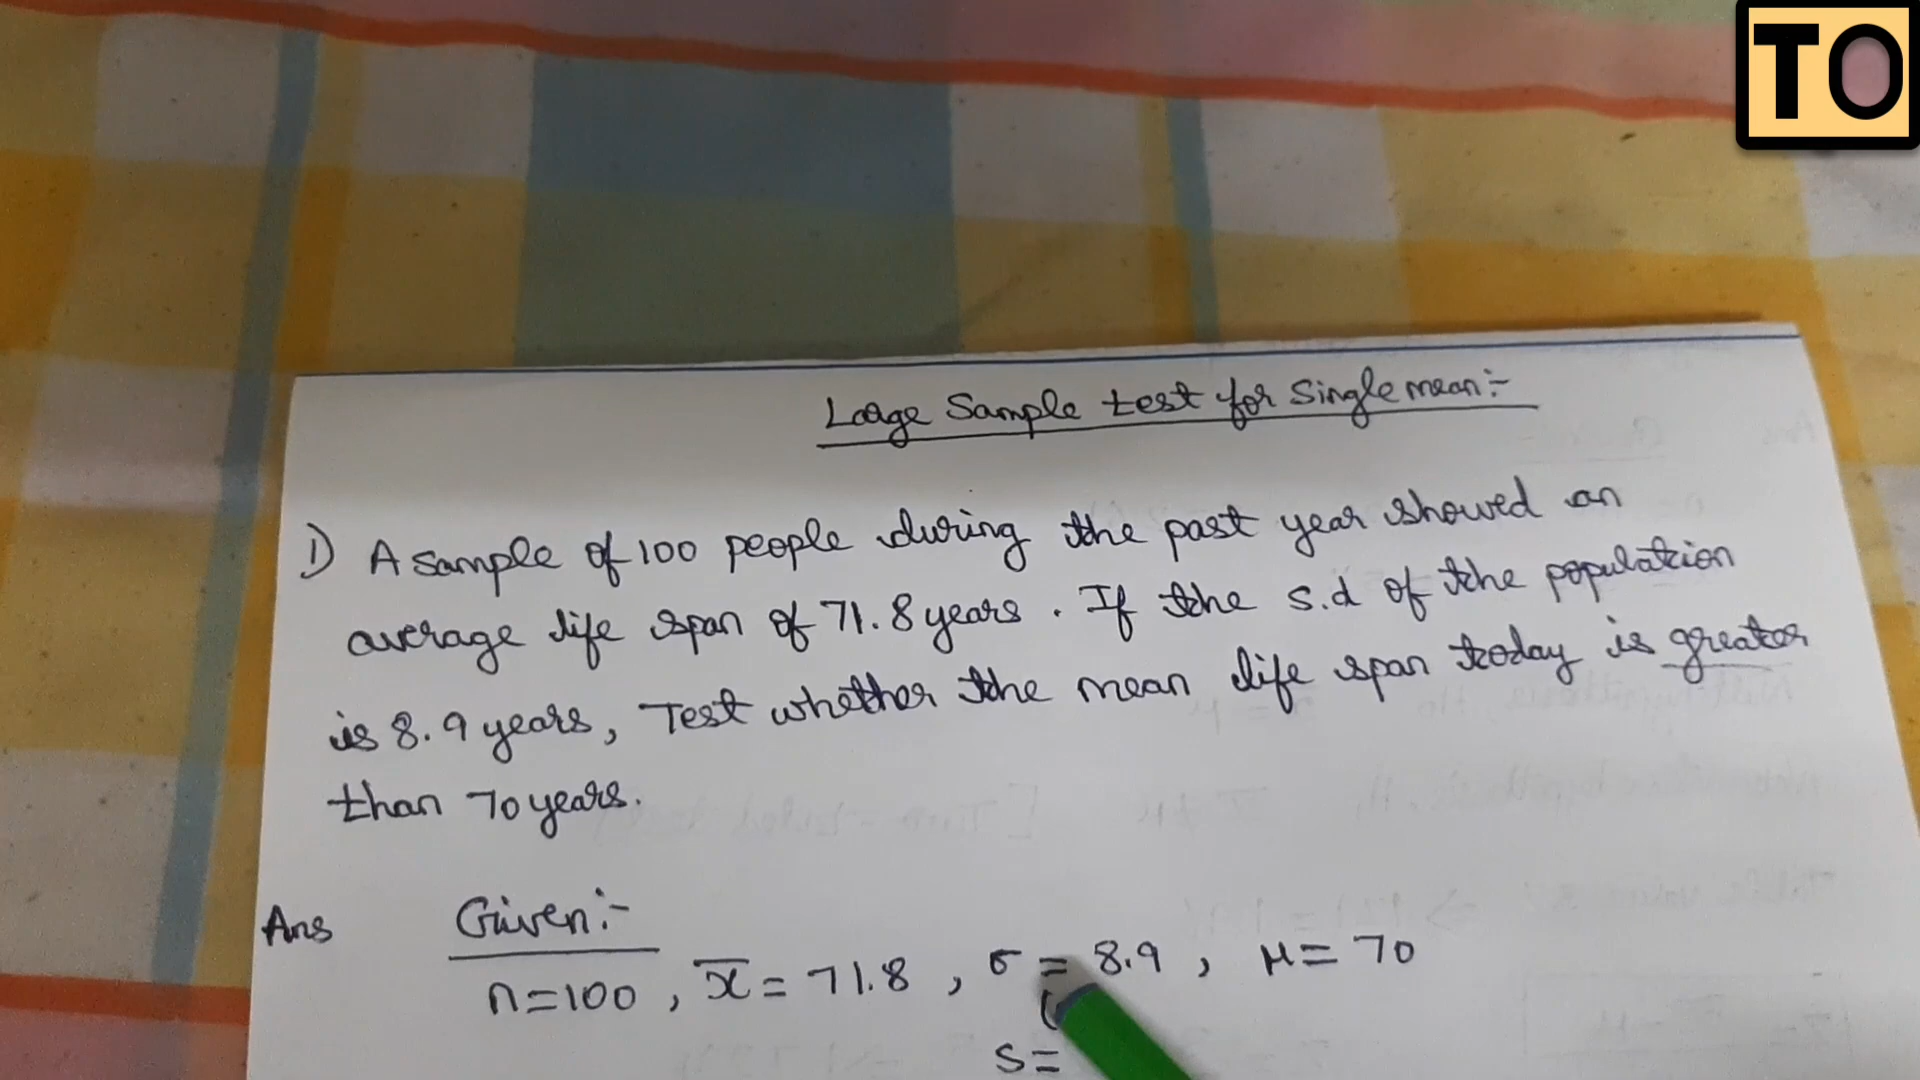 TO
Large Sample test for Single mean:-
1) A sample of 100 people during the past year showed an
average life span of 71.8 years. If the s.d of the population
is 8.9 years, Test whether the mean life span today is greater
than 70 years.
Ans Given:-
n=100, x̅ = 71.8, σ = 8.9, μ = 70
s=